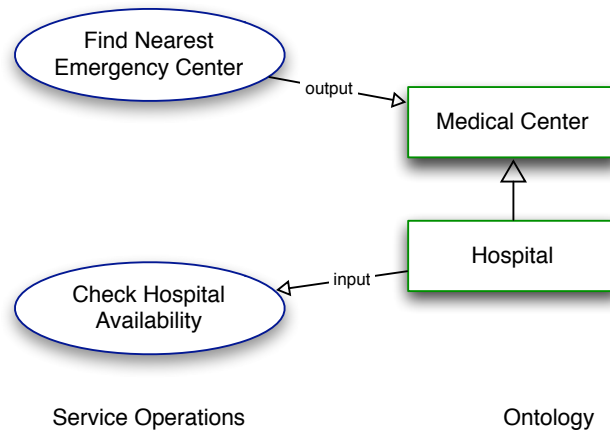 Find Nearest
Emergency Center
output
Medical Center
Hospital
input
Check Hospital
Availability
Service Operations
Ontology